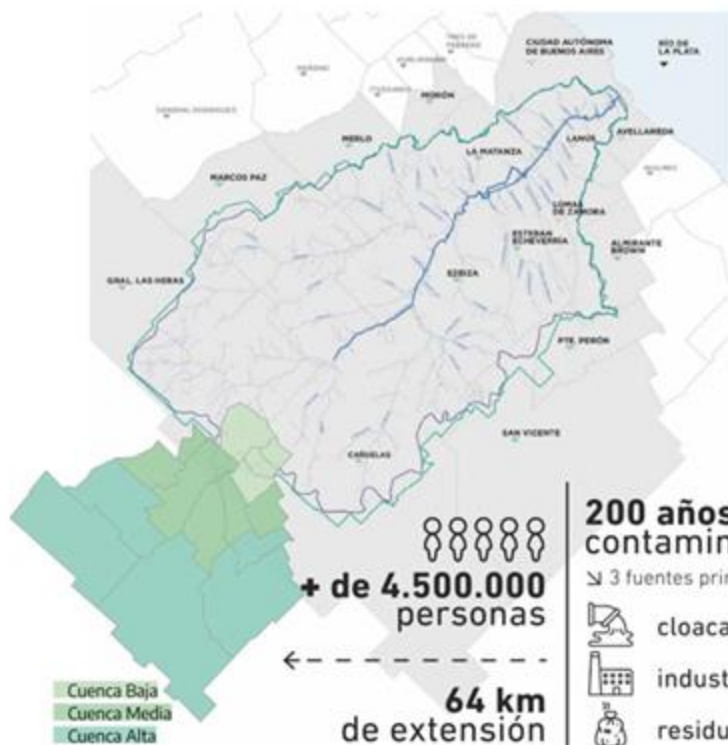 CIUDAD AUTÓNOMA
DE BUENOS AIRES
RÍO DE
LA PLATA
MORÓN
MERLO
LA MATANZA
LANÚS
AVELLANEDA
MARCOS PAZ
LOMAS
DE ZAMORA
ESTEBAN
ECHEVERRÍA
ALMIRANTE
BROWN
EZEIZA
GRAL. LAS HERAS
PTE. PERÓN
SAN VICENTE
CAÑUELAS
+ de 4.500.000
personas
64 km
de extensión
200 años
contamin
3 fuentes prin
cloaca
indust
residu
Cuenca Baja
Cuenca Media
Cuenca Alta